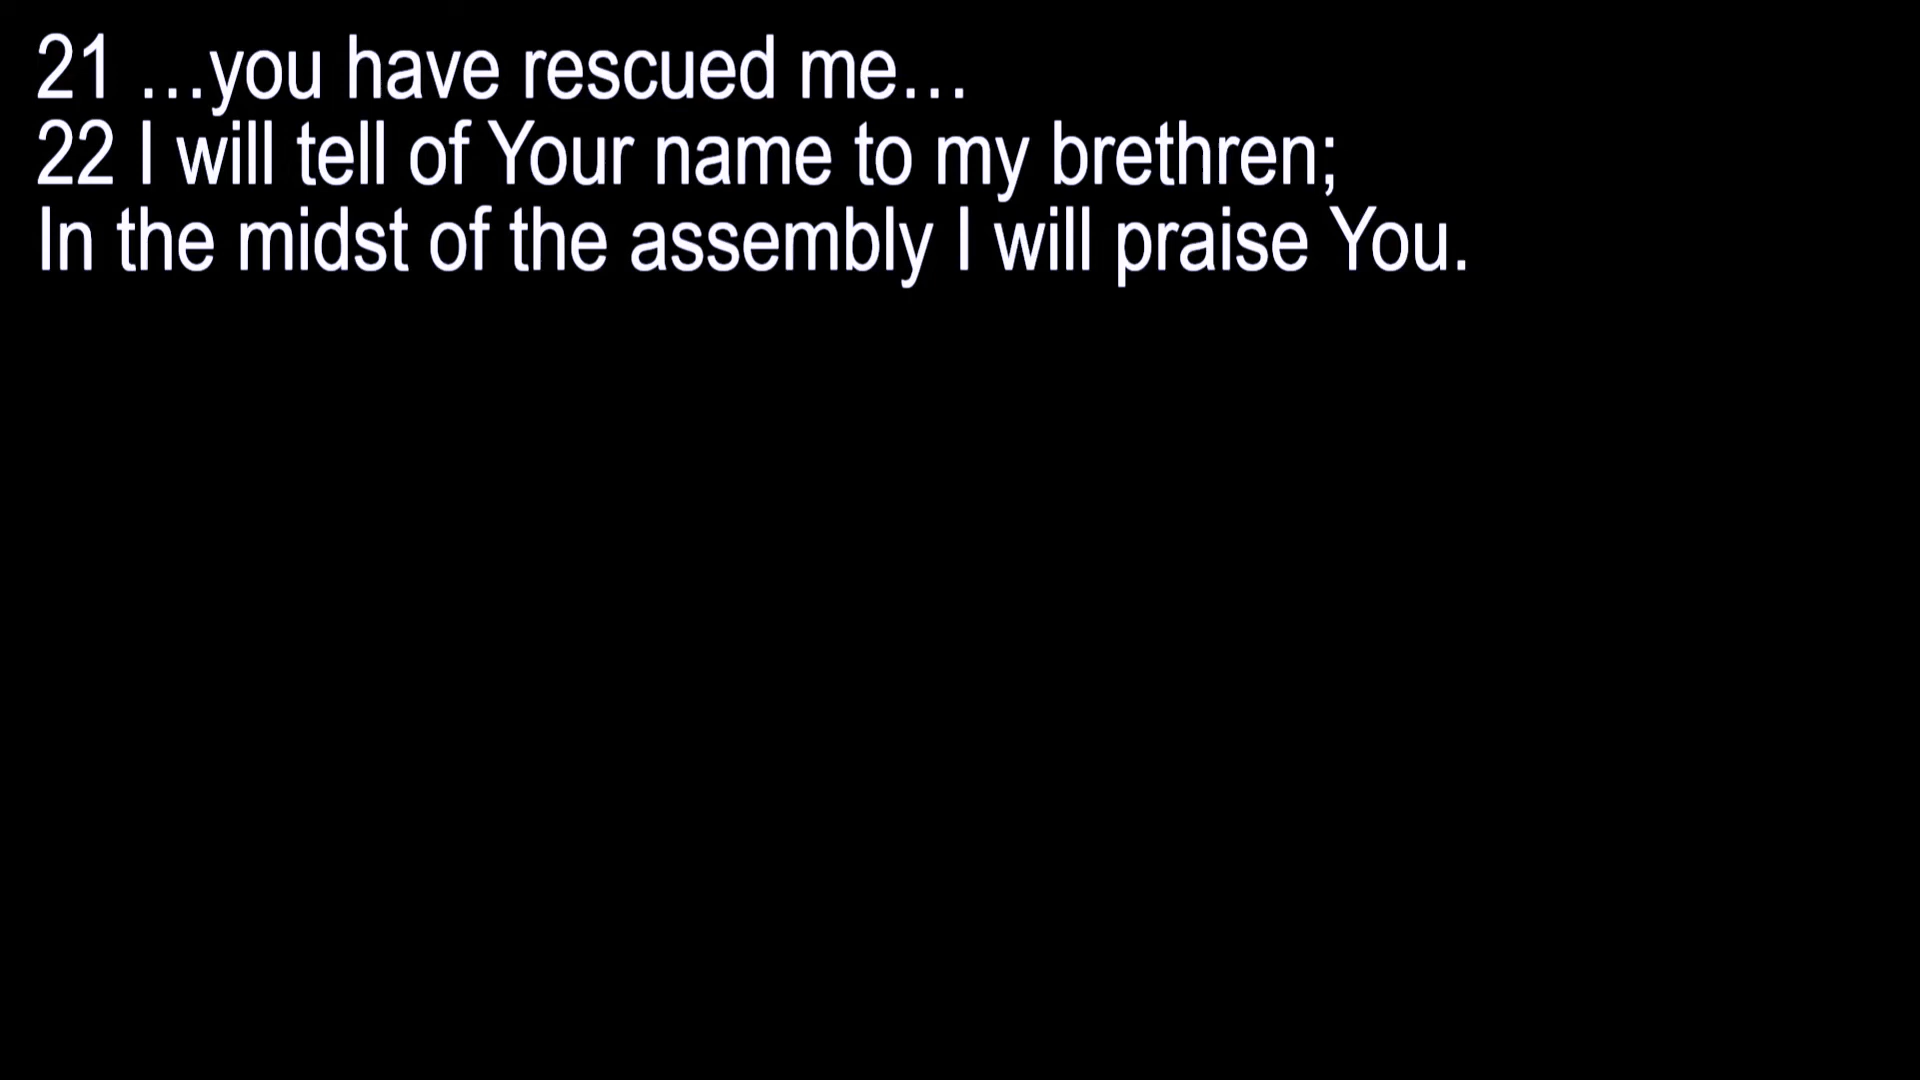 21 …you have rescued me…
22 I will tell of Your name to my brethren;
In the midst of the assembly I will praise You.